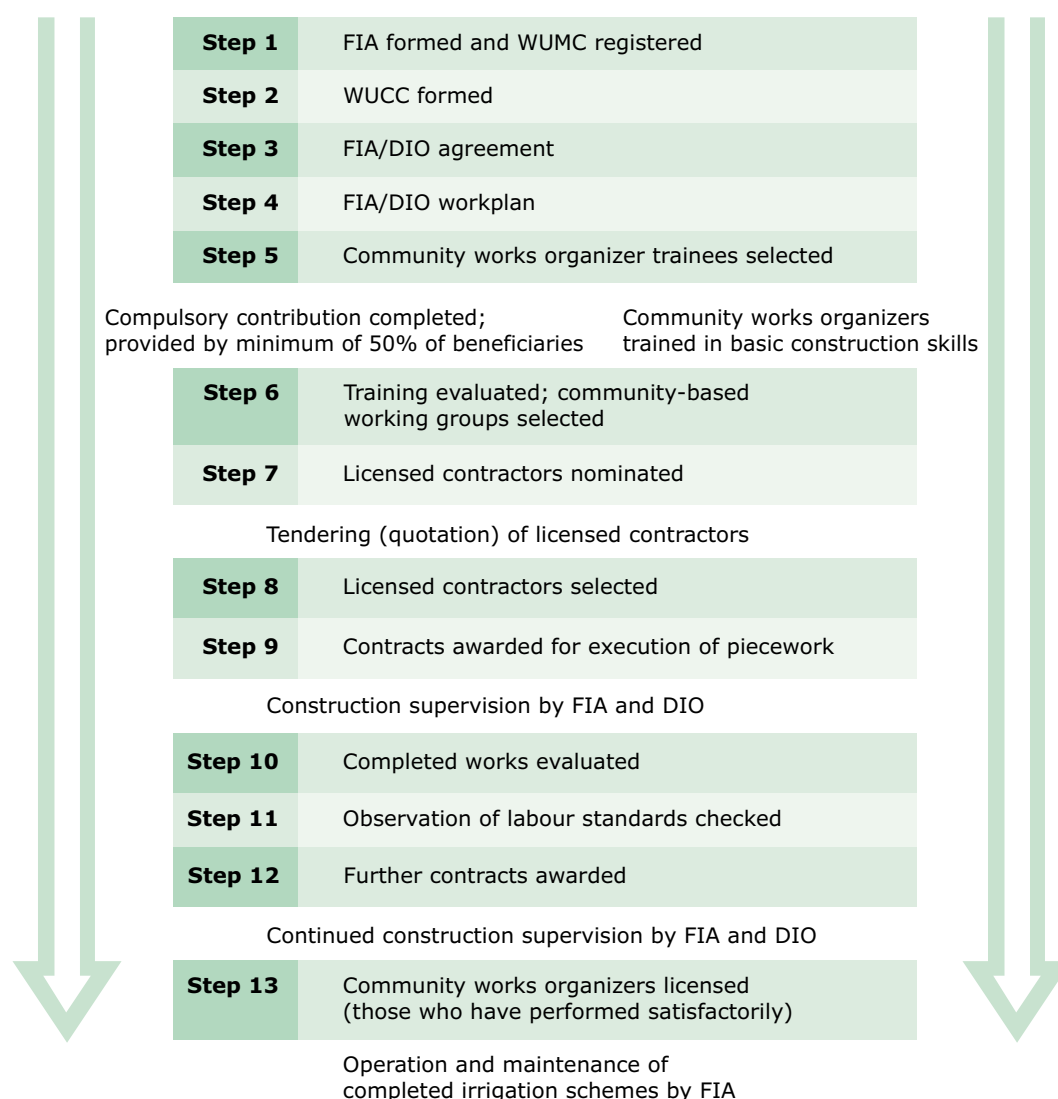 Step 1 FIA formed and WUMC registered
Step 2 WUCC formed
Step 3 FIA/DIO agreement
Step 4 FIA/DIO workplan
Step 5 Community works organizer trainees selected
Compulsory contribution completed;
provided by minimum of 50% of beneficiaries
Community works organizers
trained in basic construction skills
Step 6 Training evaluated; community-based
working groups selected
Step 7 Licensed contractors nominated
Tendering (quotation) of licensed contractors
Step 8 Licensed contractors selected
Step 9 Contracts awarded for execution of piecework
Construction supervision by FIA and DIO
Step 10 Completed works evaluated
Step 11 Observation of labour standards checked
Step 12 Further contracts awarded
Continued construction supervision by FIA and DIO
Step 13 Community works organizers licensed
(those who have performed satisfactorily)
Operation and maintenance of
completed irrigation schemes by FIA